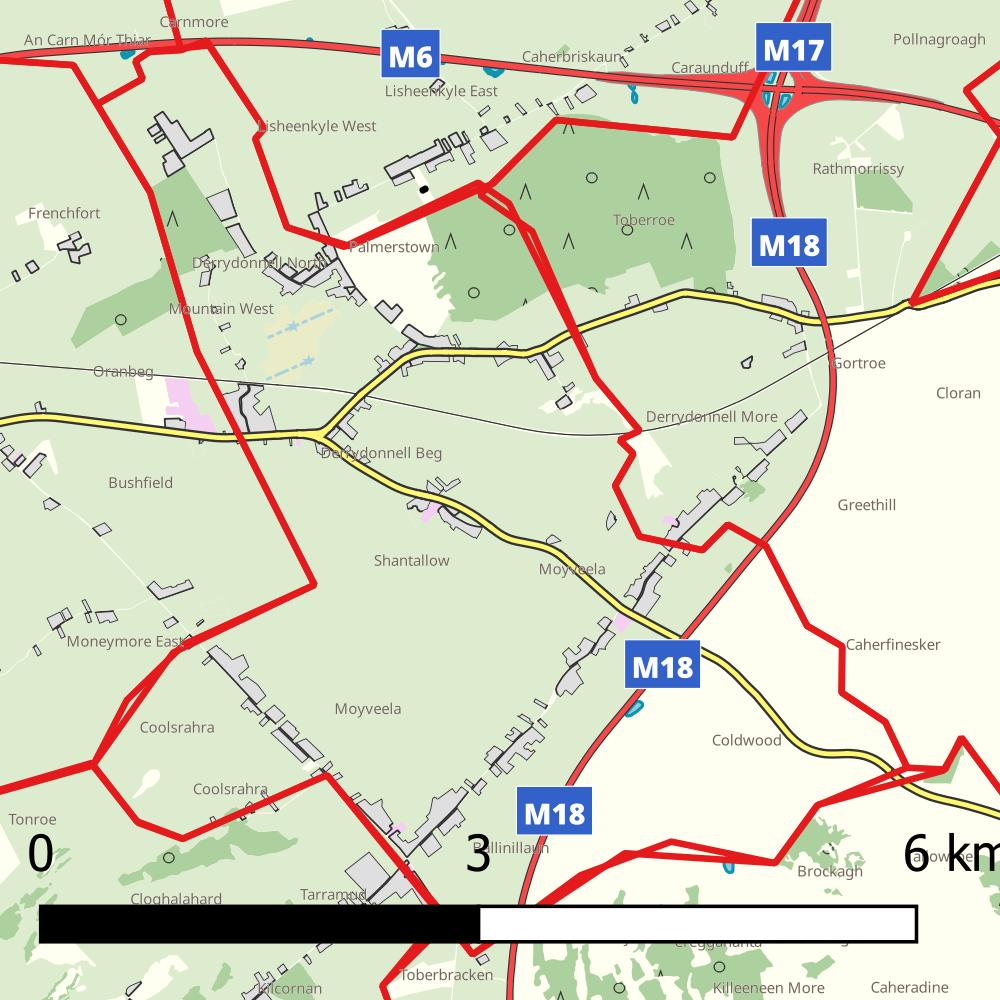 Carnmore
An Carn Mór Thiar
M17
Pollnagroagh
M6
Caherbriskaun
Caraunduff
Lisheenkyle East
Lisheenkyle West
Rathmorrissy
Frenchfort
Toberroe
Palmerstown
M18
Derrydonnell North
Mountain West
Oranbeg
Gortroe
Cloran
Derrydonnell More
Derrydonnell Beg
Bushfield
Greethill
Shantallow
Moyveela
Moneymore East
Caherfinesker
M18
Moyveela
Coolsrahra
Coldwood
Coolsrahra
M18
Tonroe
0 3 6 km
Ballinillaun
Brockagh
Tarramud
Cloghalahard
Creggananta
Toberbracken
Kilcornan
Killeeneen More
Caheradine